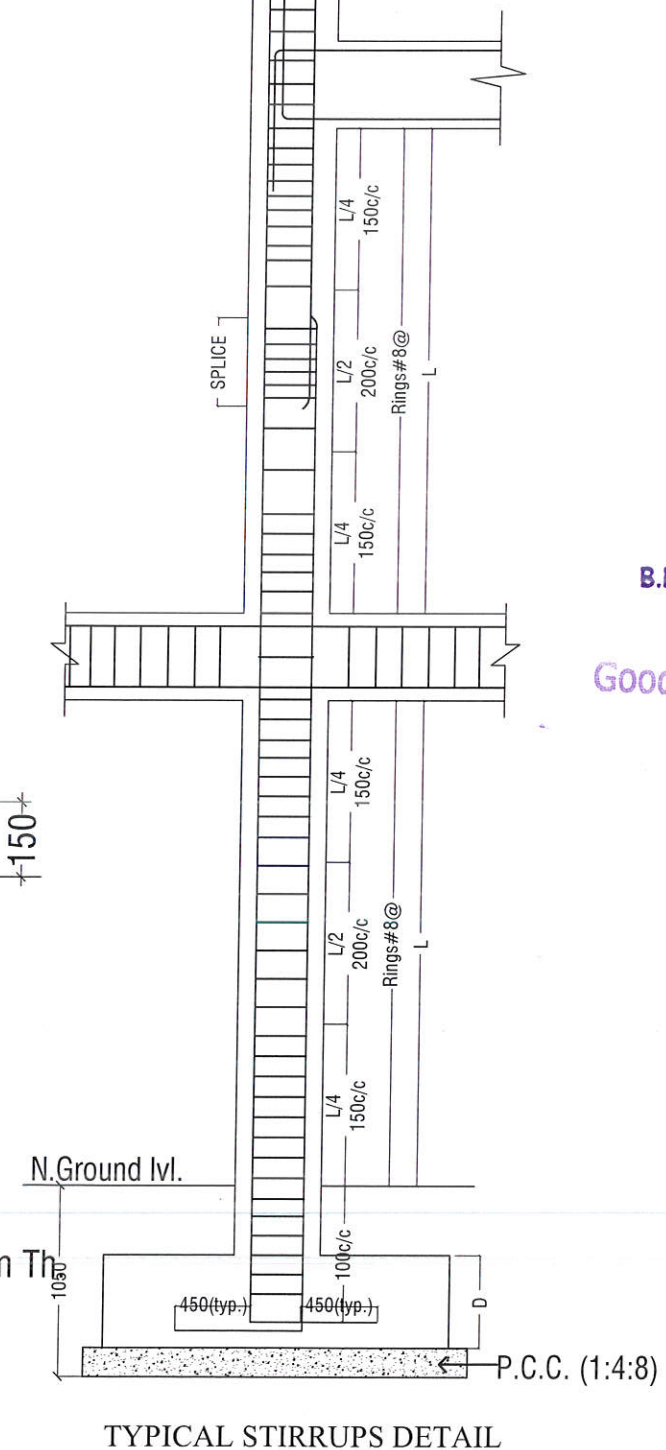 L/4
150c/c
SPLICE
L/2
200c/c
Rings#8@
L
L/4
150c/c
B.
Good
L/4
150c/c
150
L/2
200c/c
Rings#8@
L
L/4
150c/c
N.Ground lvl.
100c/c
n Th
1050
450(typ.)
450(typ.)
D
P.C.C. (1:4:8)
TYPICAL STIRRUPS DETAIL